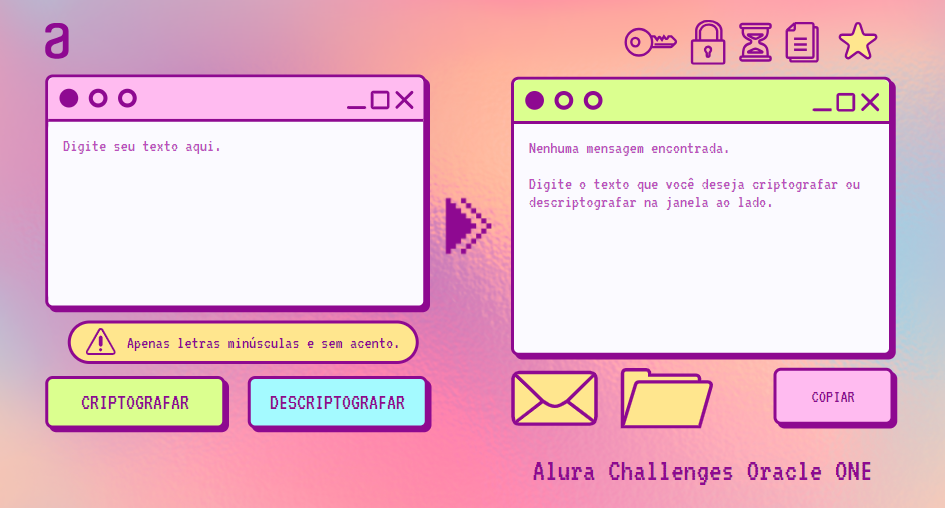 a
Digite seu texto aqui.
Apenas letras minúsculas e sem acento.
CRIPTOGRAFAR
DESCRIPTOGRAFAR
Nenhuma mensagem encontrada.
Digite o texto que você deseja criptografar ou
descriptografar na janela ao lado.
COPIAR
Alura Challenges Oracle ONE